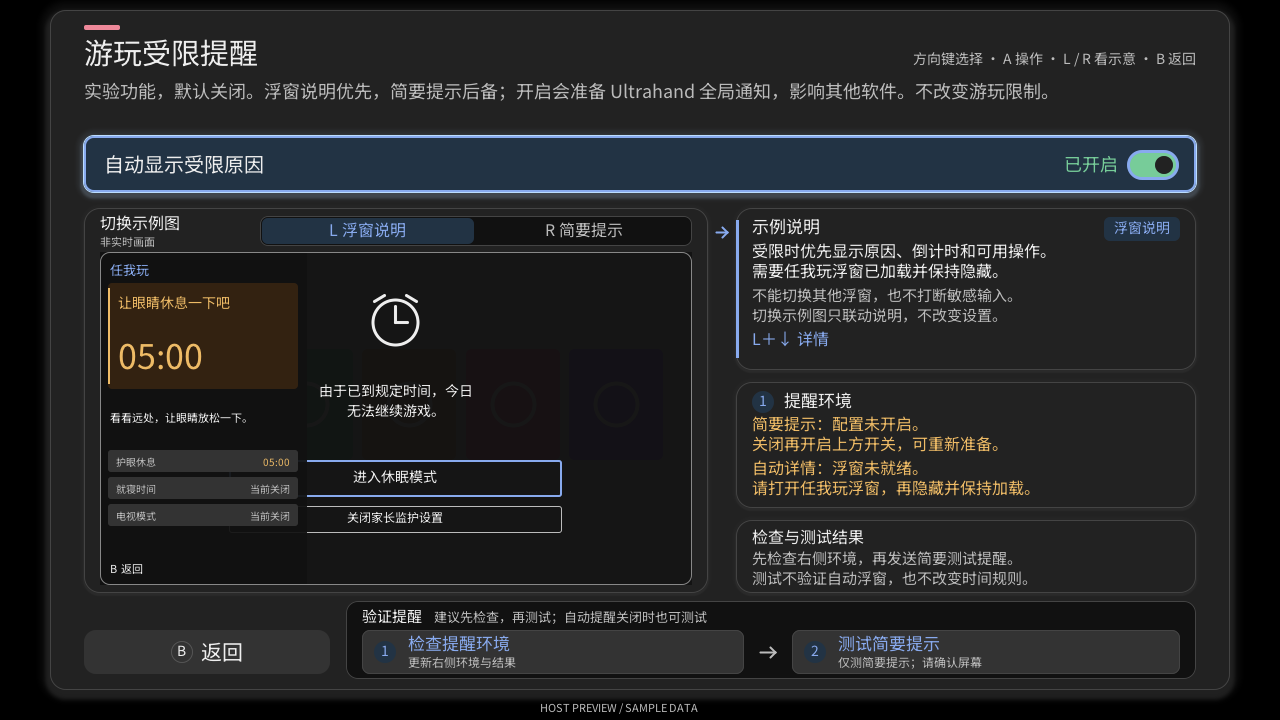 游玩受限提醒
方向键选择 · A 操作 · L / R 看示意 · B 返回
实验功能，默认关闭。浮窗说明优先，简要提示后备；开启会准备 Ultrahand 全局通知，影响其他软件。不改变游玩限制。
自动显示受限原因
已开启
切换示例图
非实时画面
L 浮窗说明
R 简要提示
任我玩
让眼睛休息一下吧
05:00
看看远处，让眼睛放松一下。
护眼休息 05:00
就寝时间 当前关闭
电视模式 当前关闭
B 返回
由于已到规定时间，今日
无法继续游戏。
进入休眠模式
关闭家长监护设置
示例说明
浮窗说明
受限时优先显示原因、倒计时和可用操作。
需要任我玩浮窗已加载并保持隐藏。
不能切换其他浮窗，也不打断敏感输入。
切换示例图只联动说明，不改变设置。
L＋↓ 详情
1 提醒环境
简要提示：配置未开启。
关闭再开启上方开关，可重新准备。
自动详情：浮窗未就绪。
请打开任我玩浮窗，再隐藏并保持加载。
检查与测试结果
先检查右侧环境，再发送简要测试提醒。
测试不验证自动浮窗，也不改变时间规则。
B 返回
验证提醒 建议先检查，再测试；自动提醒关闭时也可测试
1 检查提醒环境
更新右侧环境与结果
→
2 测试简要提示
仅测简要提示；请确认屏幕
HOST PREVIEW / SAMPLE DATA